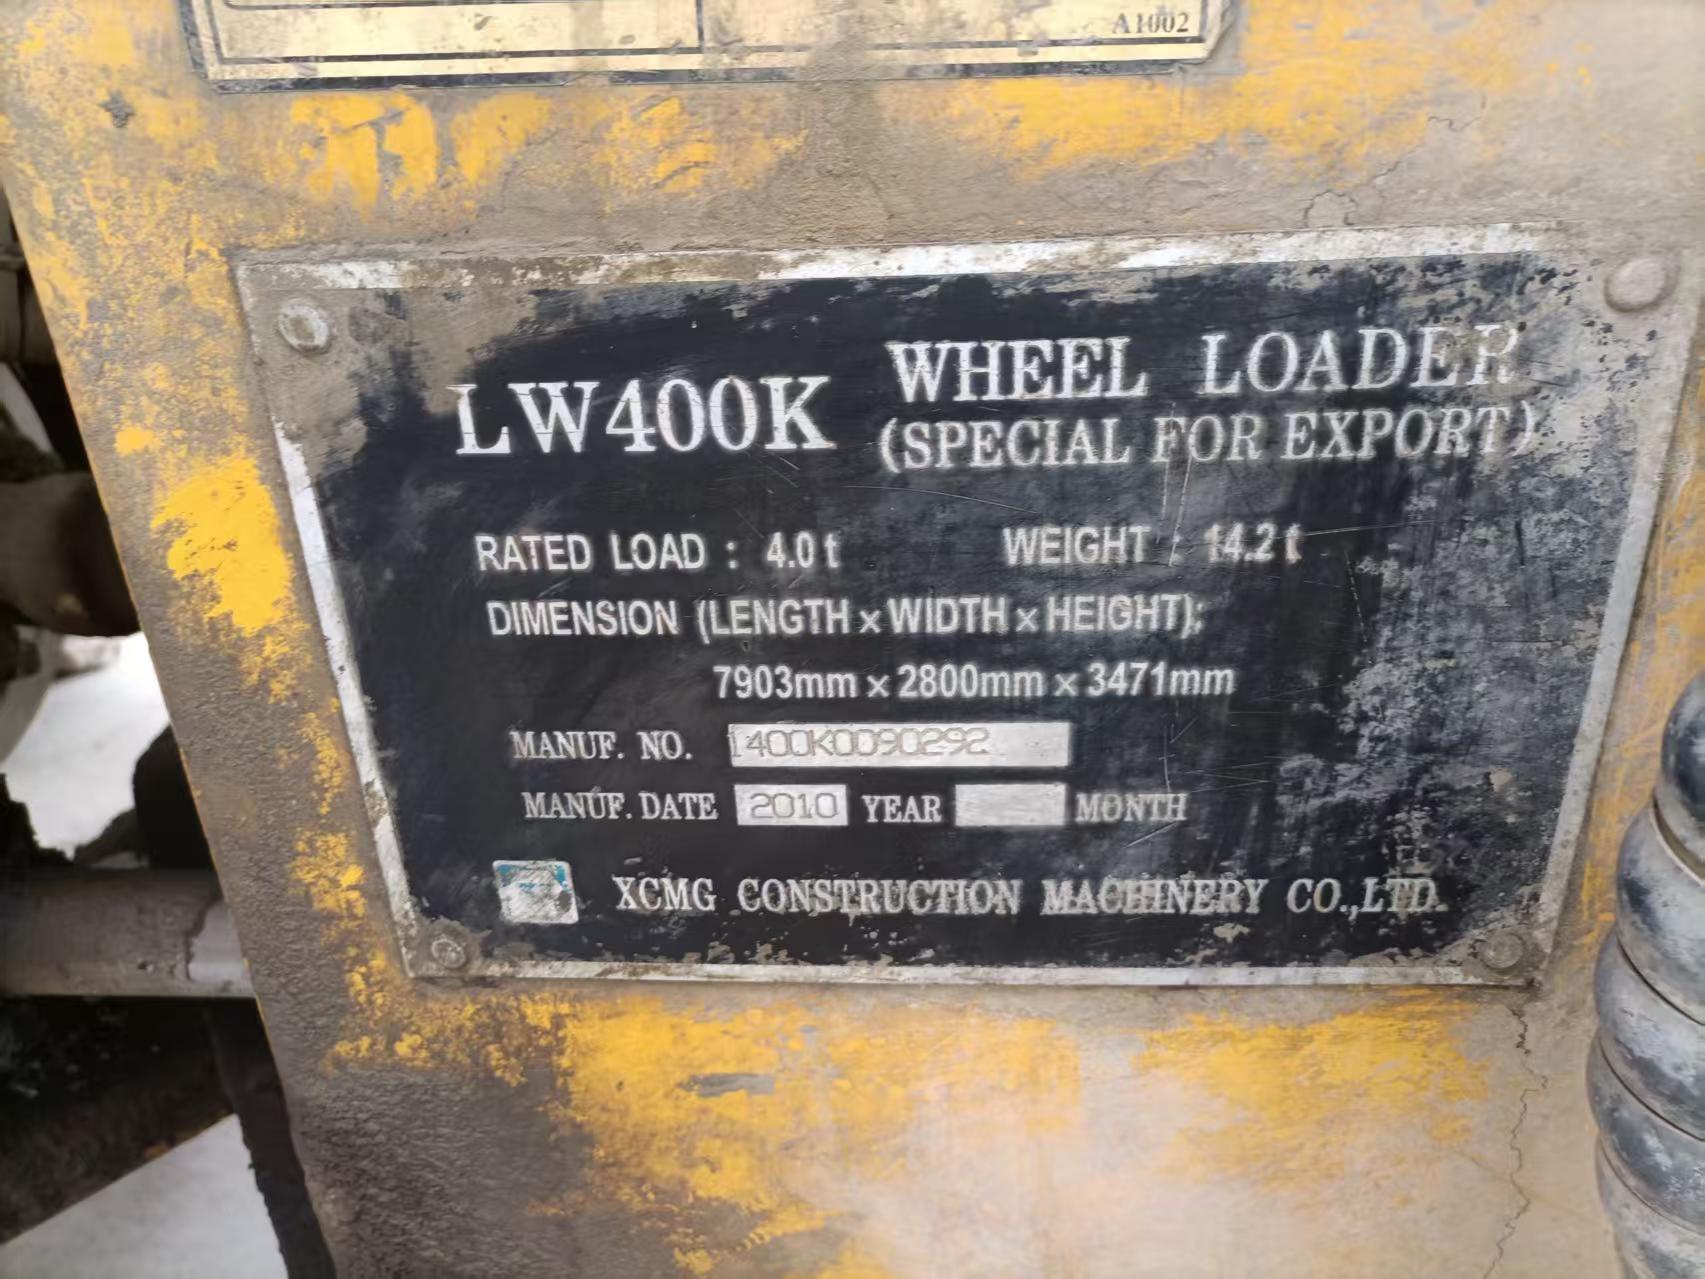 A1002
LW400K WHEEL LOADER
(SPECIAL FOR EXPORT)
RATED LOAD : 4.0 t WEIGHT : 14.2 t
DIMENSION (LENGTH x WIDTH x HEIGHT);
7903mm x 2800mm x 3471mm
MANUF. NO. 1400K0090292
MANUF. DATE 2010 YEAR MONTH
XCMG CONSTRUCTION MACHINERY CO.,LTD.